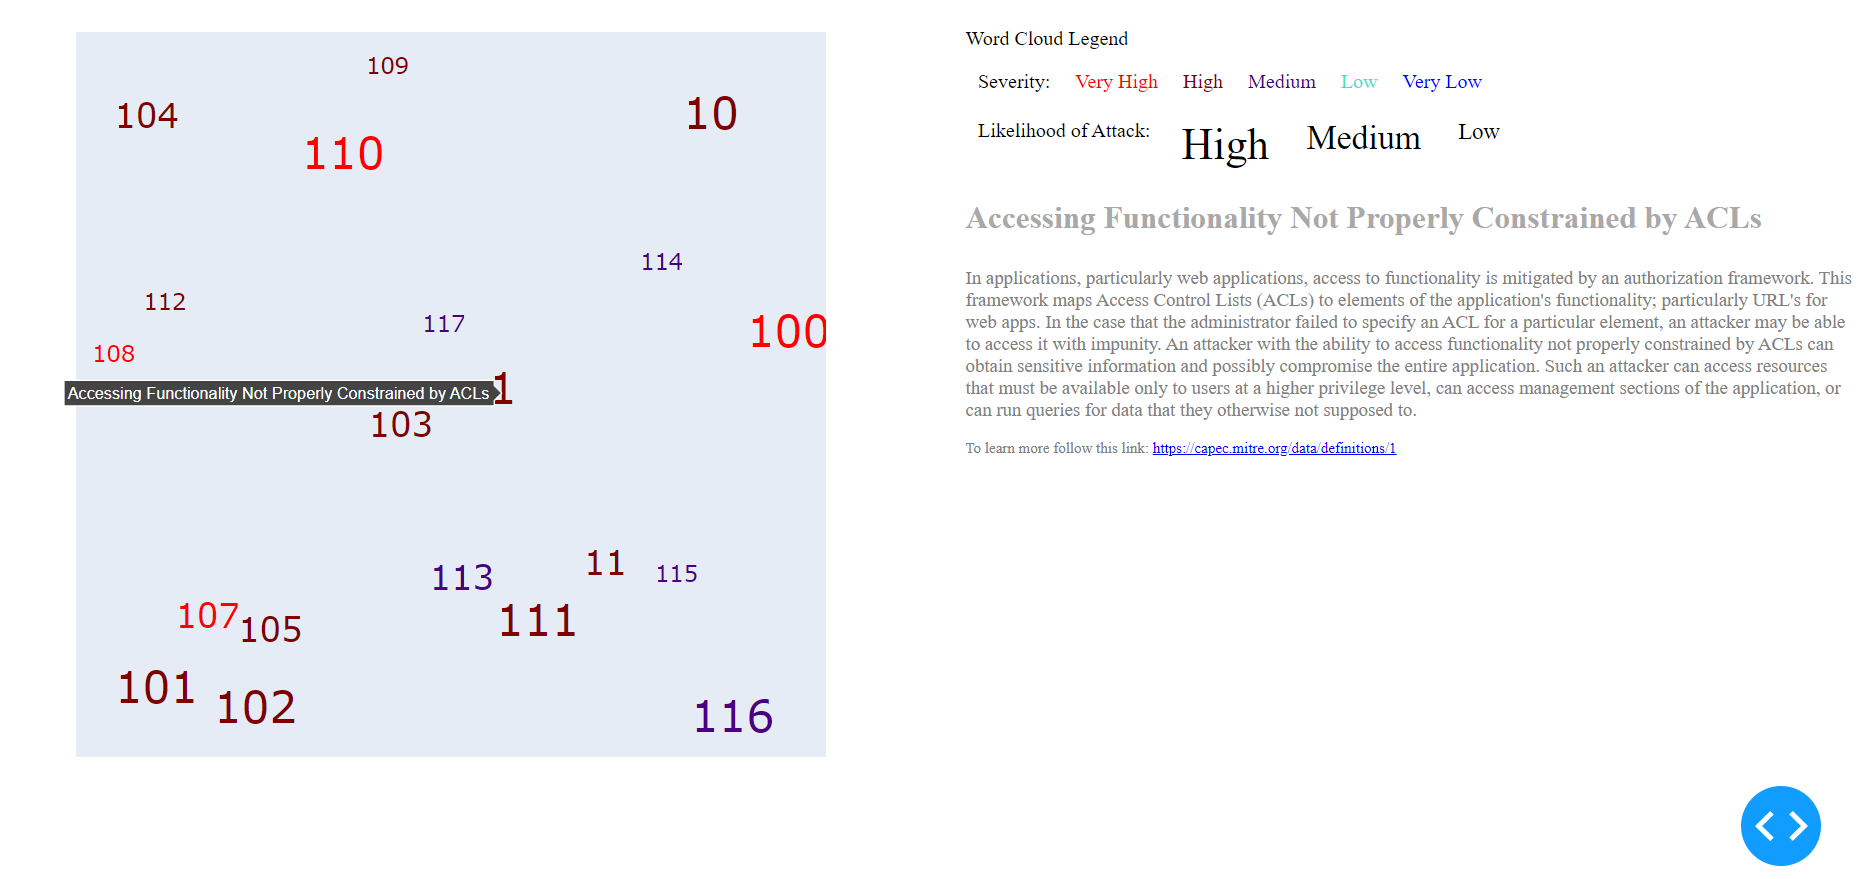 109
104
10
110
114
112
117
100
108
1
Accessing Functionality Not Properly Constrained by ACLs
103
11
113
115
107
105
111
101
102
116
Word Cloud Legend
Severity: Very High High Medium Low Very Low
Likelihood of Attack: High Medium Low
Accessing Functionality Not Properly Constrained by ACLs
In applications, particularly web applications, access to functionality is mitigated by an authorization framework. This
framework maps Access Control Lists (ACLs) to elements of the application's functionality; particularly URL's for
web apps. In the case that the administrator failed to specify an ACL for a particular element, an attacker may be able
to access it with impunity. An attacker with the ability to access functionality not properly constrained by ACLs can
obtain sensitive information and possibly compromise the entire application. Such an attacker can access resources
that must be available only to users at a higher privilege level, can access management sections of the application, or
can run queries for data that they otherwise not supposed to.
To learn more follow this link: https://capec.mitre.org/data/definitions/1